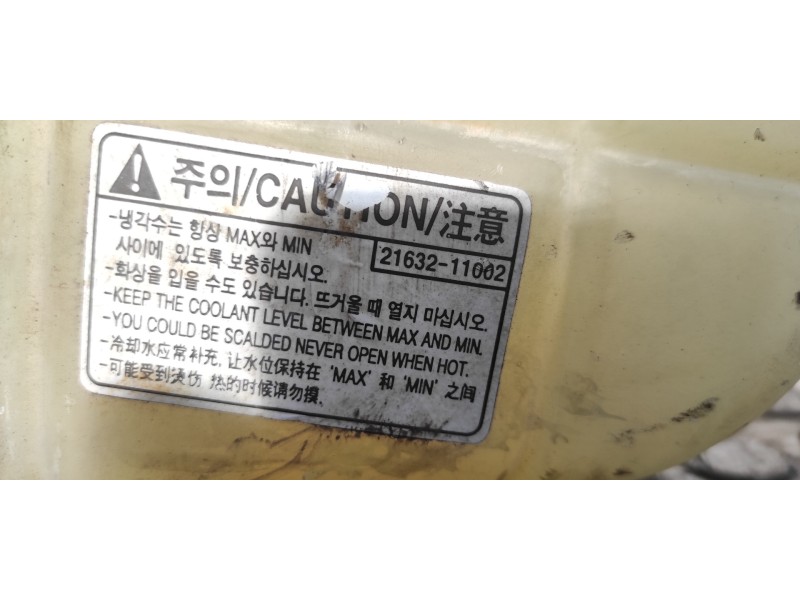 주의/CAUTION/注意
-냉각수는 항상 MAX와 MIN
사이에 있도록 보충하십시오.
21632-11002
-화상을 입을 수도 있습니다. 뜨거울 때 열지 마십시오.
-KEEP THE COOLANT LEVEL BETWEEN MAX AND MIN.
-YOU COULD BE SCALDED NEVER OPEN WHEN HOT.
-冷却水应常补充, 让水位保持在 'MAX' 和 'MIN' 之间
-可能受到烫伤 热的时候请勿摸.